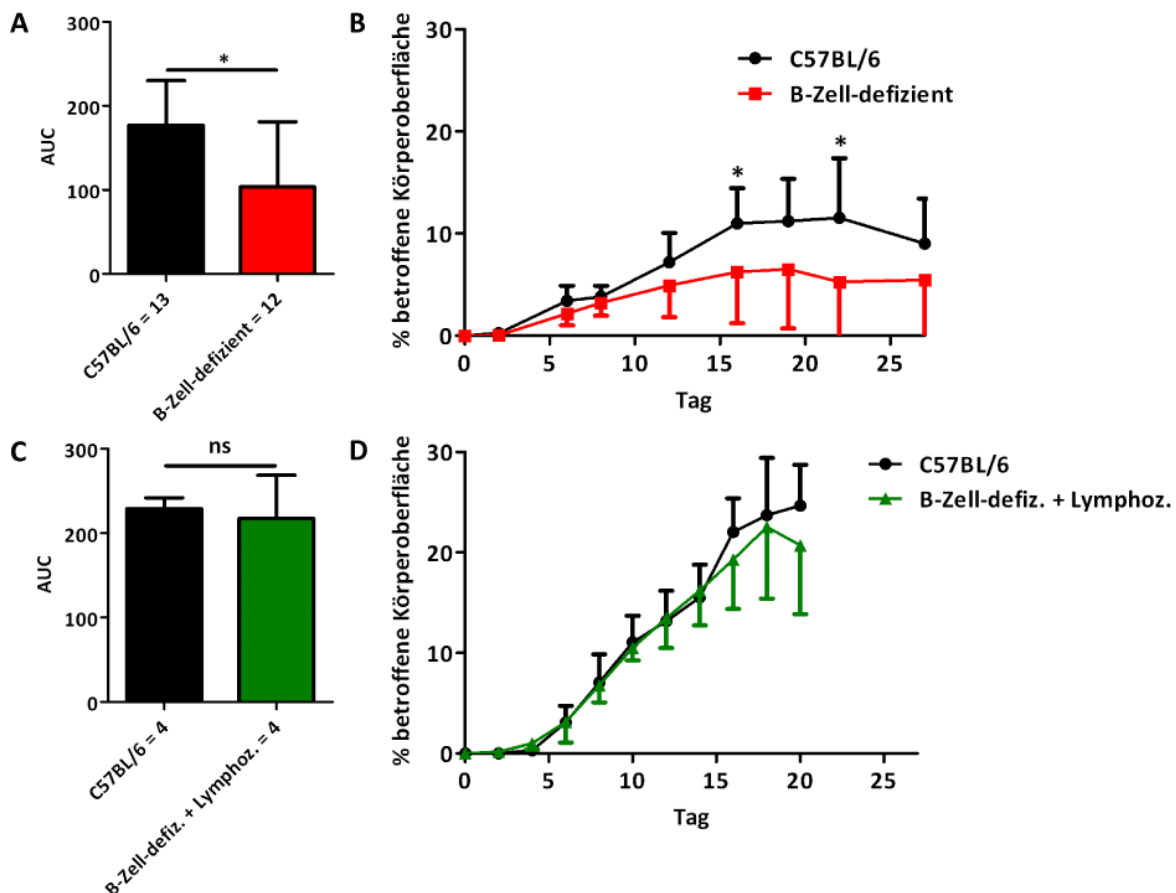 A
300
200
100
0
AUC
*
C57BL/6 = 13
B-Zell-defizient = 12
B
30
20
10
0
% betroffene Körperoberfläche
C57BL/6
B-Zell-defizient
*
*
0
5
10
15
20
25
Tag
C
300
200
100
0
AUC
ns
C57BL/6 = 4
B-Zell-defiz. + Lymphoz. = 4
D
30
20
10
0
% betroffene Körperoberfläche
C57BL/6
B-Zell-defiz. + Lymphoz.
0
5
10
15
20
25
Tag